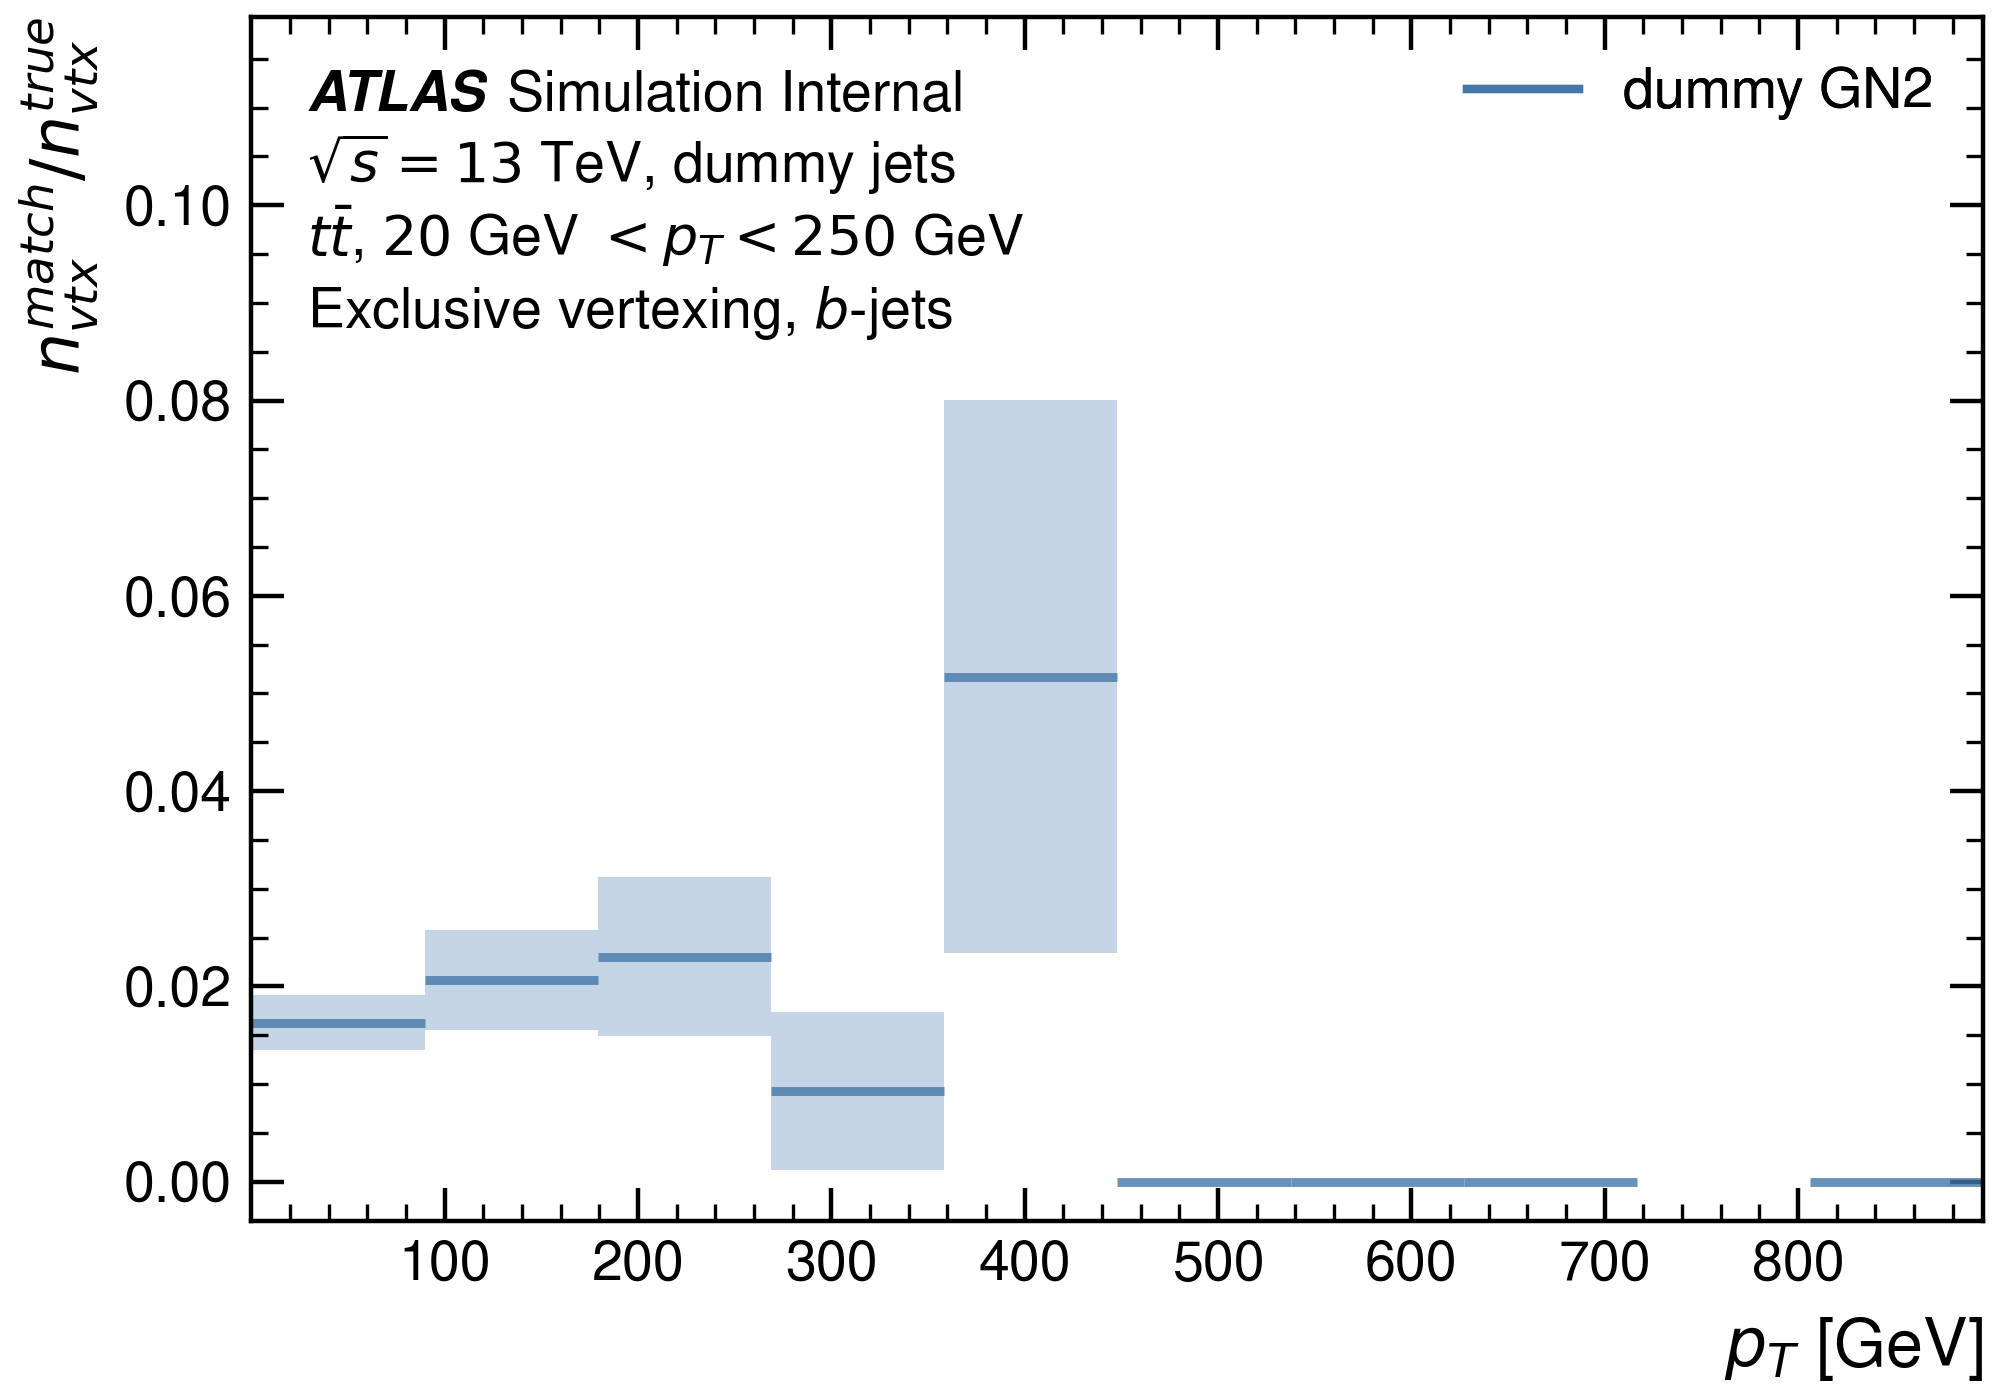 ATLAS Simulation Internal
√s = 13 TeV, dummy jets
tt̄, 20 GeV < p_T < 250 GeV
Exclusive vertexing, b-jets
dummy GN2
n_vtx^match/n_vtx^true
0.10
0.08
0.06
0.04
0.02
0.00
100 200 300 400 500 600 700 800
p_T [GeV]